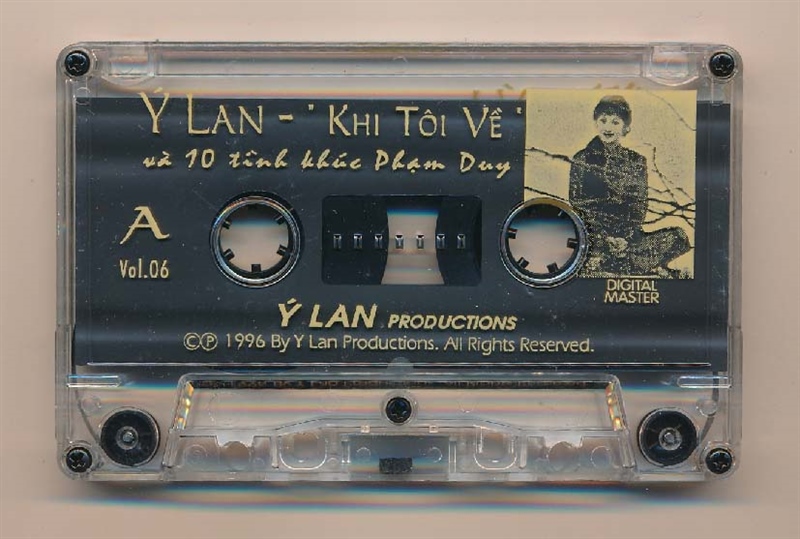 Ý LAN - " KHI TÔI VỀ "
và 10 tình khúc Phạm Duy
A
Vol.06
DIGITAL
MASTER
Ý LAN PRODUCTIONS
©℗ 1996 By Y Lan Productions. All Rights Reserved.